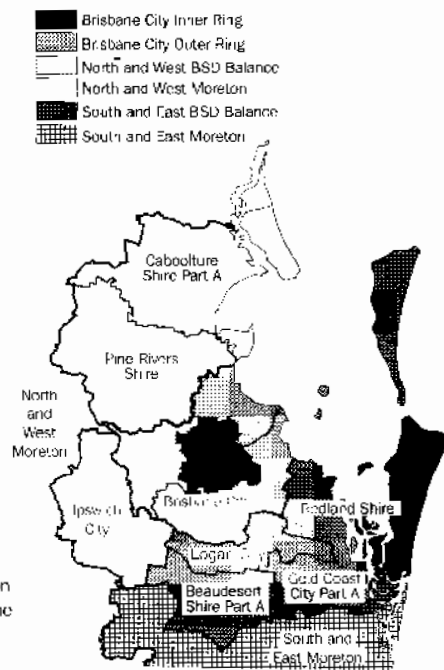 Brisbane City Inner Ring
Brisbane City Outer Ring
North and West BSD Balance
North and West Moreton
South and East BSD Balance
South and East Moreton
Caboolture
Shire Part A
Pine Rivers
Shire
North
and
West
Moreton
Ipswich
City
Brisbane
Redland Shire
Logan
Beaudesert
Shire Part A
Gold Coast
City Part A
South and
East Moreton